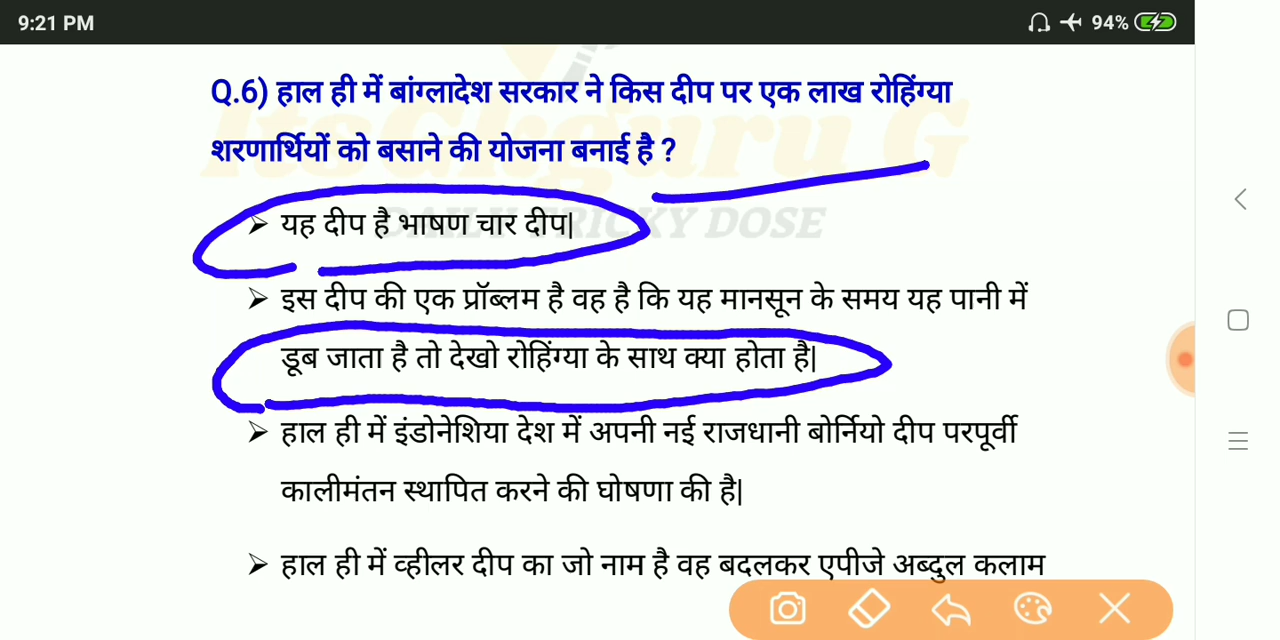 9:21 PM
94%
Q.6) हाल ही में बांग्लादेश सरकार ने किस दीप पर एक लाख रोहिंग्या
शरणार्थियों को बसाने की योजना बनाई है ?
ItsGkguru G
DAILY TRICKY DOSE
➢ यह दीप है भाषण चार दीप|
➢ इस दीप की एक प्रॉब्लम है वह है कि यह मानसून के समय यह पानी में
डूब जाता है तो देखो रोहिंग्या के साथ क्या होता है|
➢ हाल ही में इंडोनेशिया देश में अपनी नई राजधानी बोर्नियो दीप परपूर्वी
कालीमंतन स्थापित करने की घोषणा की है|
➢ हाल ही में व्हीलर दीप का जो नाम है वह बदलकर एपीजे अब्दुल कलाम